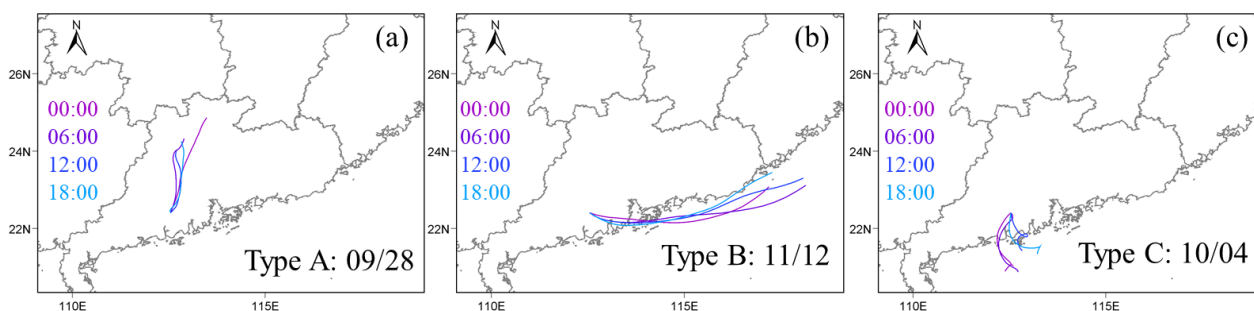 N
(a)
26N
00:00
06:00
24N
12:00
18:00
22N
Type A: 09/28
110E
115E
N
(b)
26N
00:00
06:00
24N
12:00
18:00
22N
Type B: 11/12
110E
115E
N
(c)
26N
00:00
06:00
24N
12:00
18:00
22N
Type C: 10/04
110E
115E